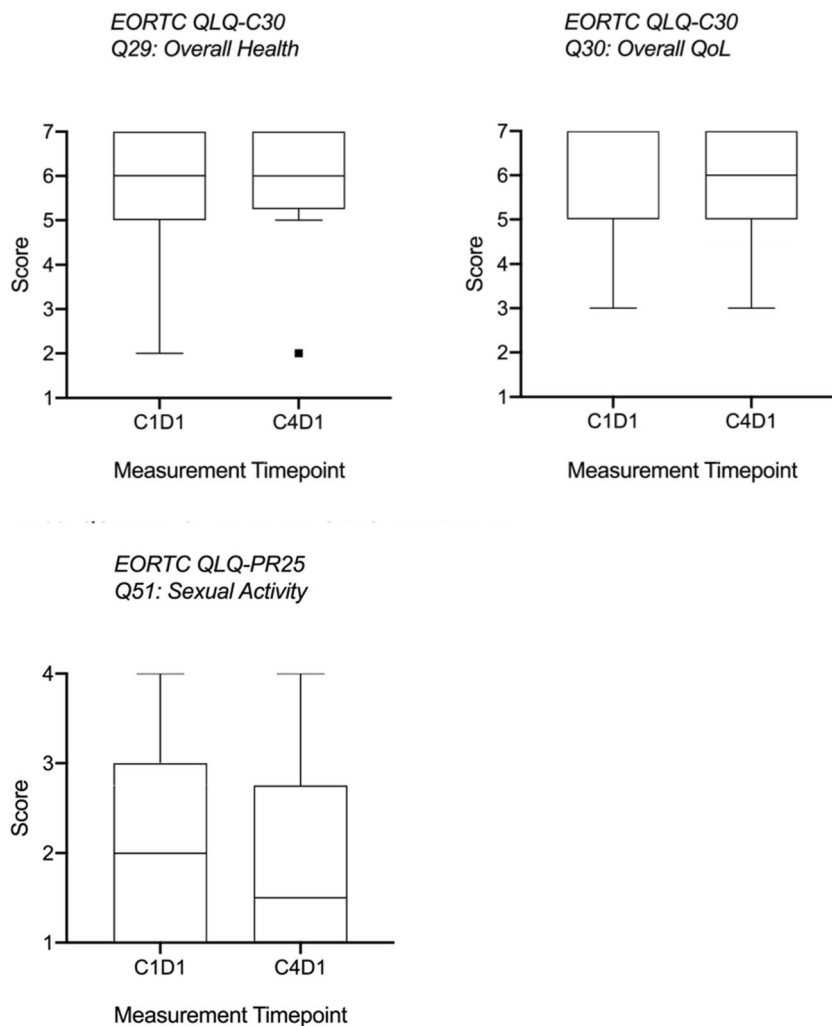 EORTC QLQ-C30
Q29: Overall Health
7
6
5
4
3
2
1
Score
C1D1 C4D1
Measurement Timepoint
EORTC QLQ-C30
Q30: Overall QoL
7
6
5
4
3
2
1
Score
C1D1 C4D1
Measurement Timepoint
EORTC QLQ-PR25
Q51: Sexual Activity
4
3
2
1
Score
C1D1 C4D1
Measurement Timepoint